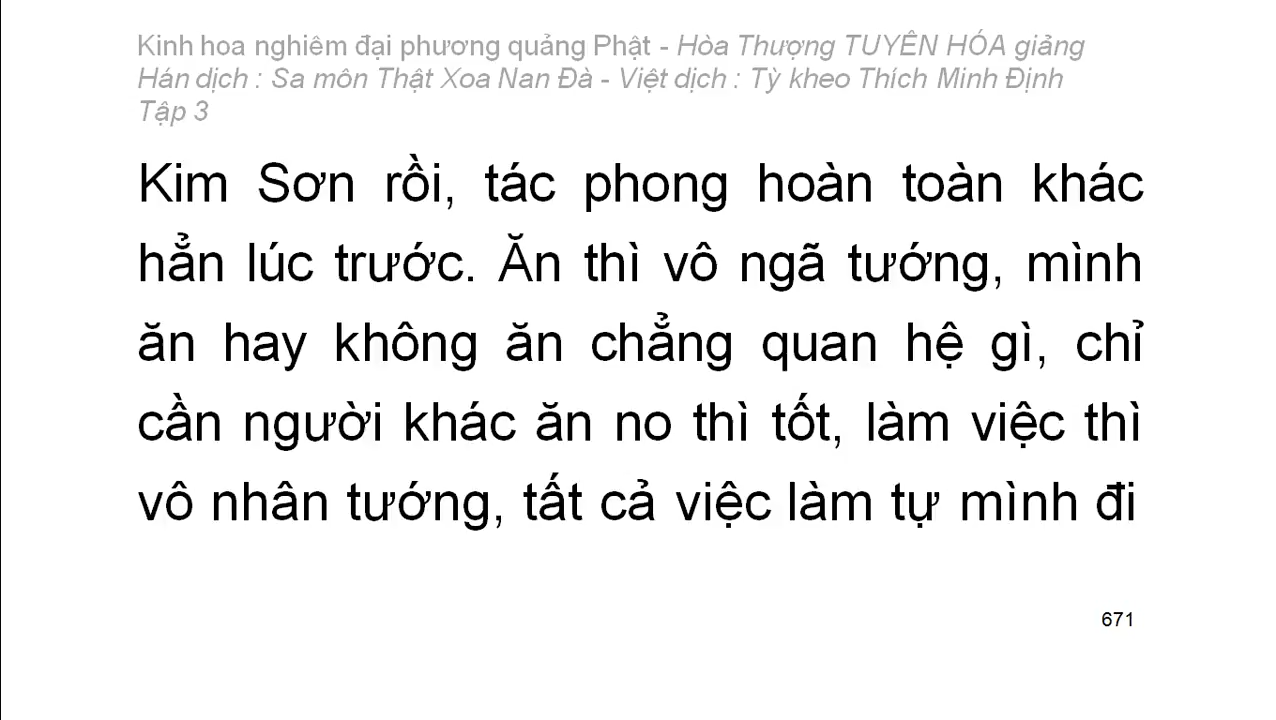 Kinh hoa nghiêm đại phương quảng Phật - Hòa Thượng TUYÊN HÓA giảng
Hán dịch : Sa môn Thật Xoa Nan Đà - Việt dịch : Tỳ kheo Thích Minh Định
Tập 3
Kim Sơn rồi, tác phong hoàn toàn khác
hẳn lúc trước. Ăn thì vô ngã tướng, mình
ăn hay không ăn chẳng quan hệ gì, chỉ
cần người khác ăn no thì tốt, làm việc thì
vô nhân tướng, tất cả việc làm tự mình đi
671